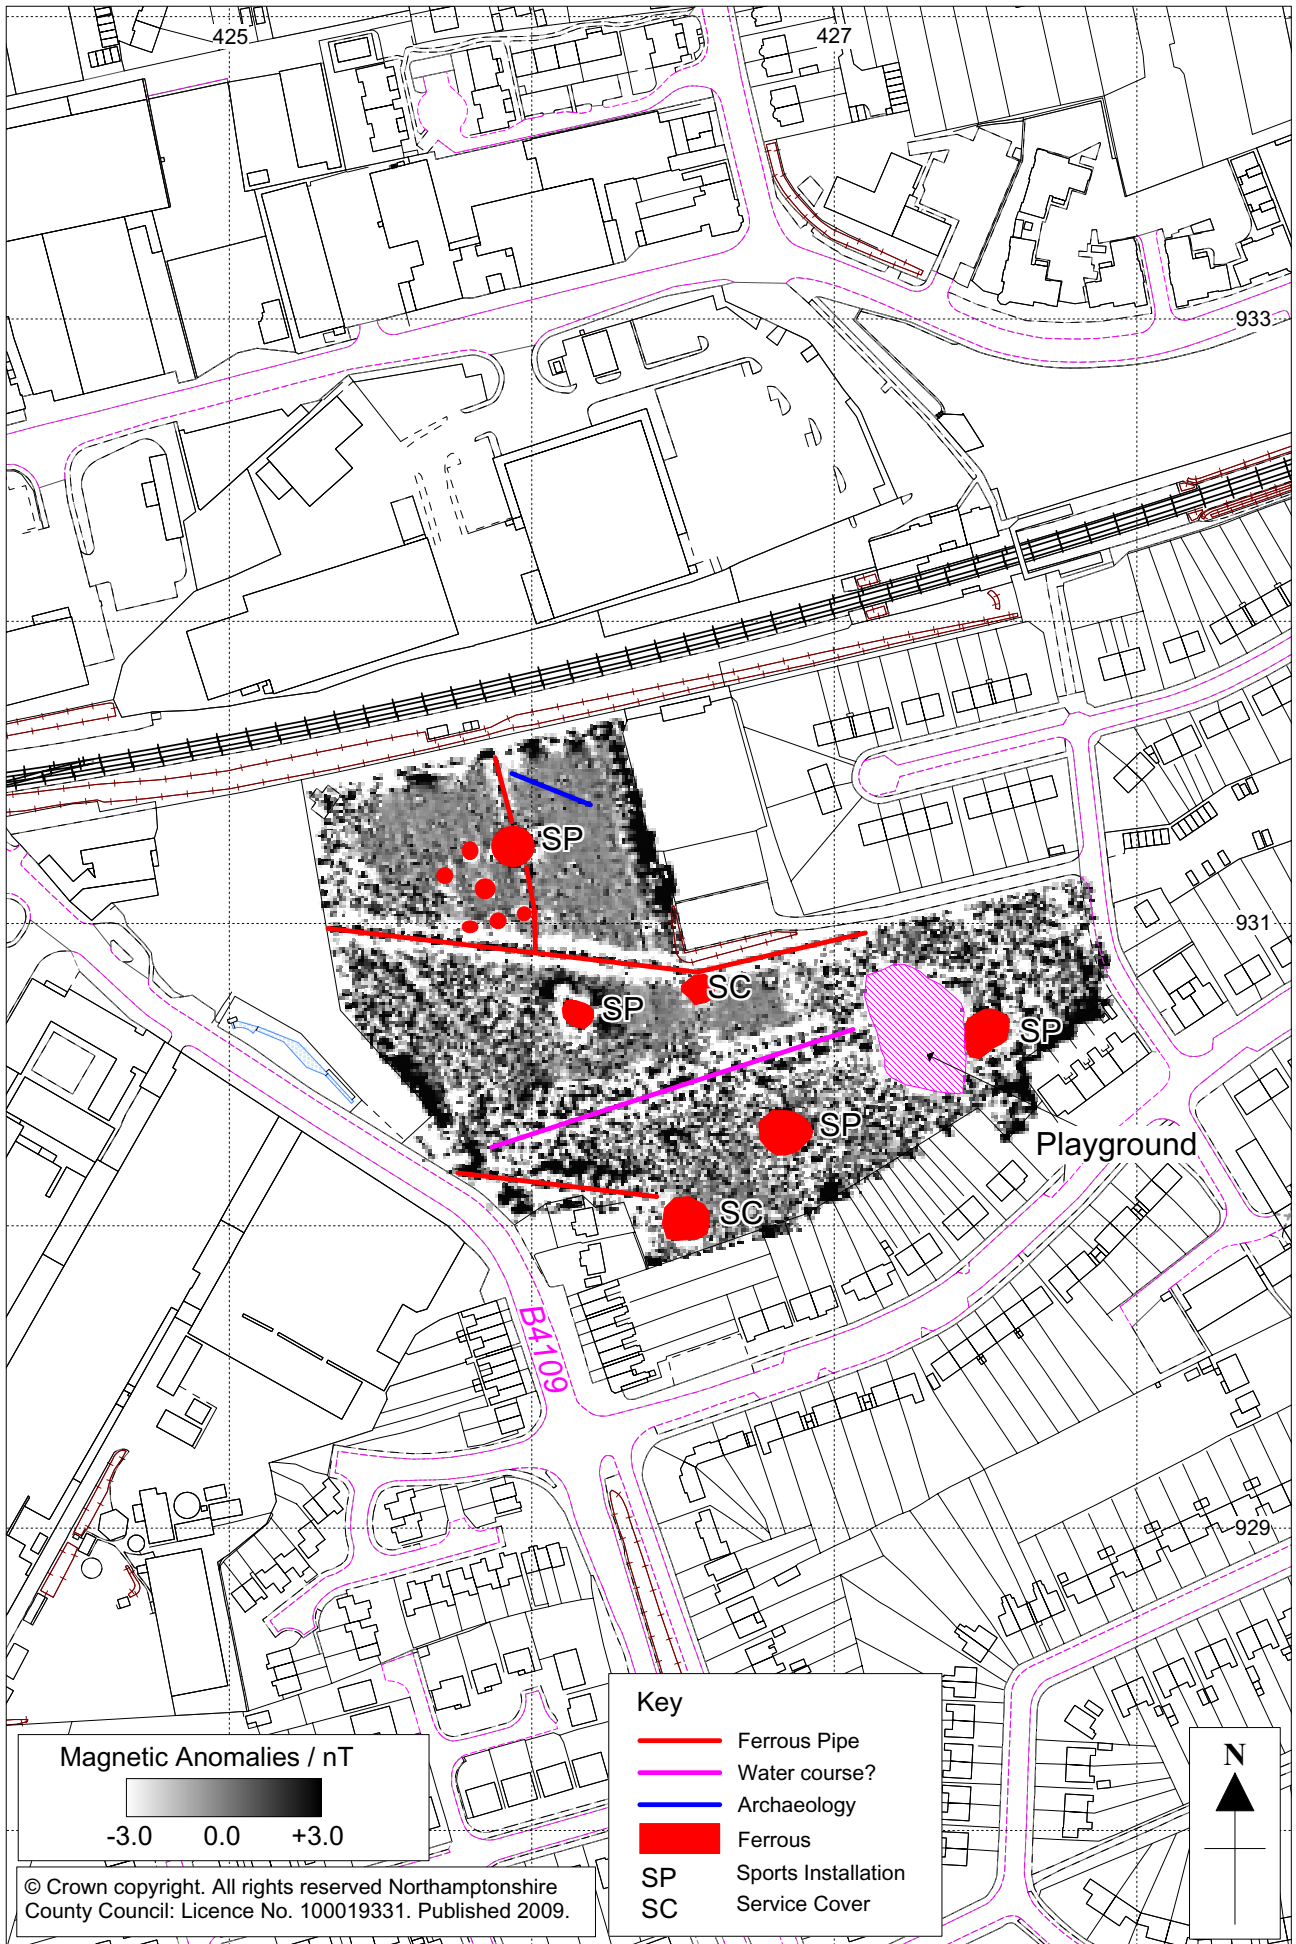 425
427
933
SP
931
SC
SP
SP
SP
Playground
SC
B4109
929
Key
Ferrous Pipe
Water course?
Archaeology
Ferrous
SP Sports Installation
SC Service Cover
Magnetic Anomalies / nT
-3.0 0.0 +3.0
N
© Crown copyright. All rights reserved Northamptonshire
County Council: Licence No. 100019331. Published 2009.